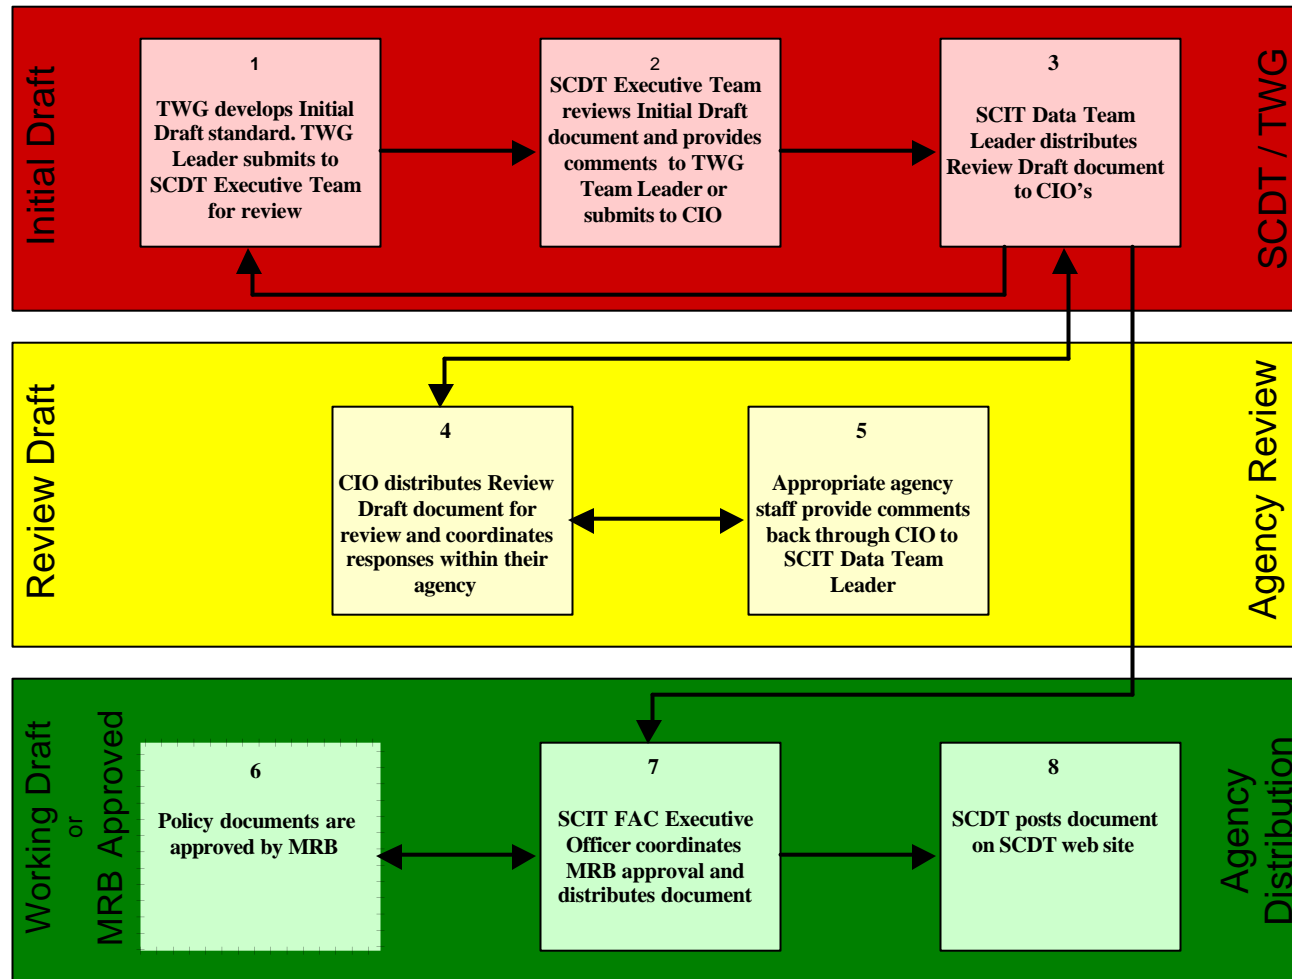 Initial Draft
1
TWG develops Initial
Draft standard. TWG
Leader submits to
SCDT Executive Team
for review
2
SCDT Executive Team
reviews Initial Draft
document and provides
comments to TWG
Team Leader or
submits to CIO
3
SCIT Data Team
Leader distributes
Review Draft document
to CIO’s
SCDT / TWG
Review Draft
4
CIO distributes Review
Draft document for
review and coordinates
responses within their
agency
5
Appropriate agency
staff provide comments
back through CIO to
SCIT Data Team
Leader
Agency Review
Working Draft
or
MRB Approved
6
Policy documents are
approved by MRB
7
SCIT FAC Executive
Officer coordinates
MRB approval and
distributes document
8
SCDT posts document
on SCDT web site
Agency
Distribution